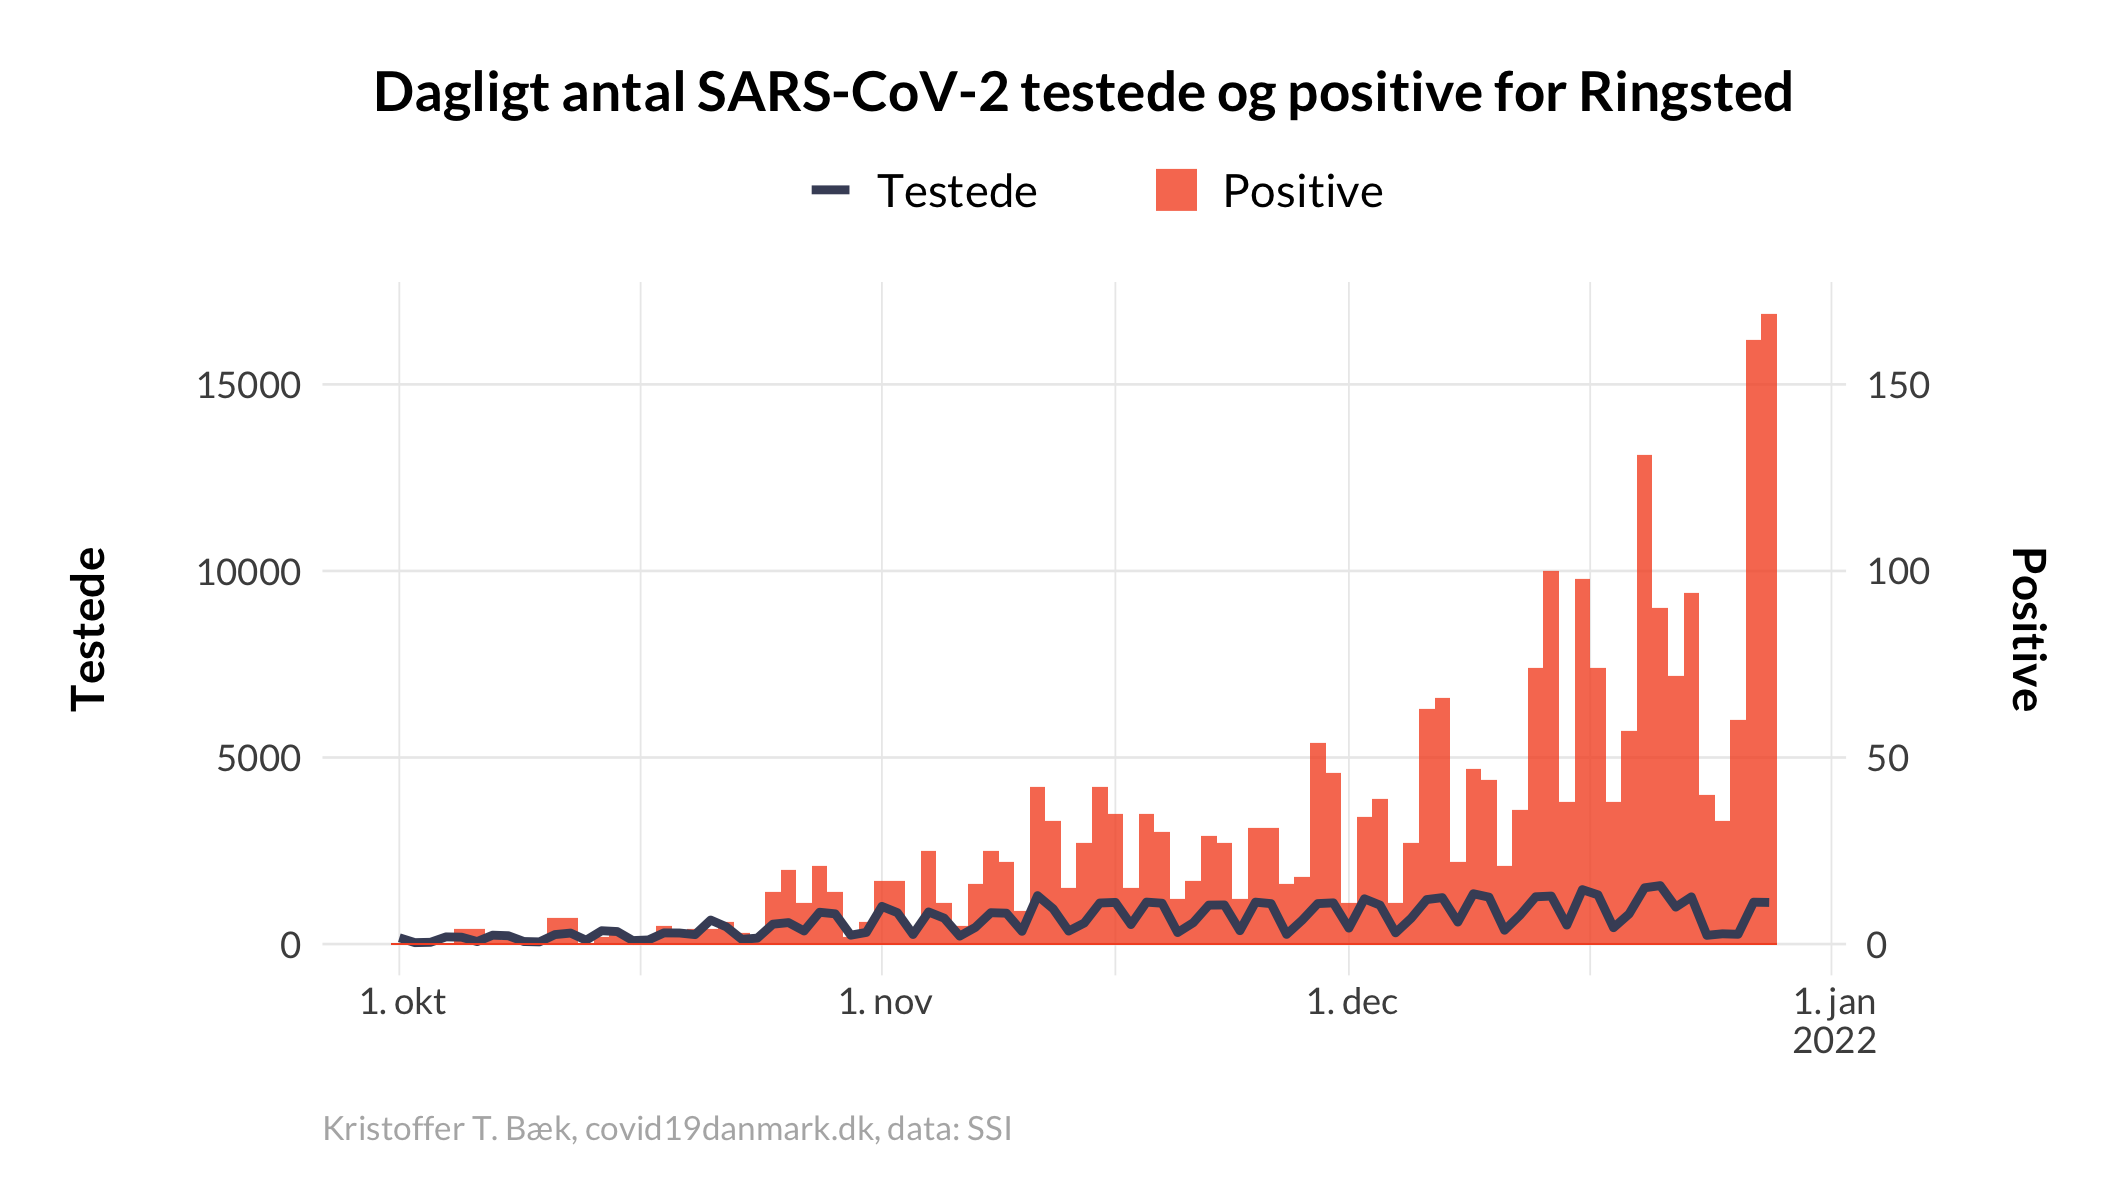 Dagligt antal SARS-CoV-2 testede og positive for Ringsted
Testede
Positive
15000
10000
5000
0
150
100
50
0
Testede
Positive
1. okt
1. nov
1. dec
1. jan
2022
Kristoffer T. Bæk, covid19danmark.dk, data: SSI